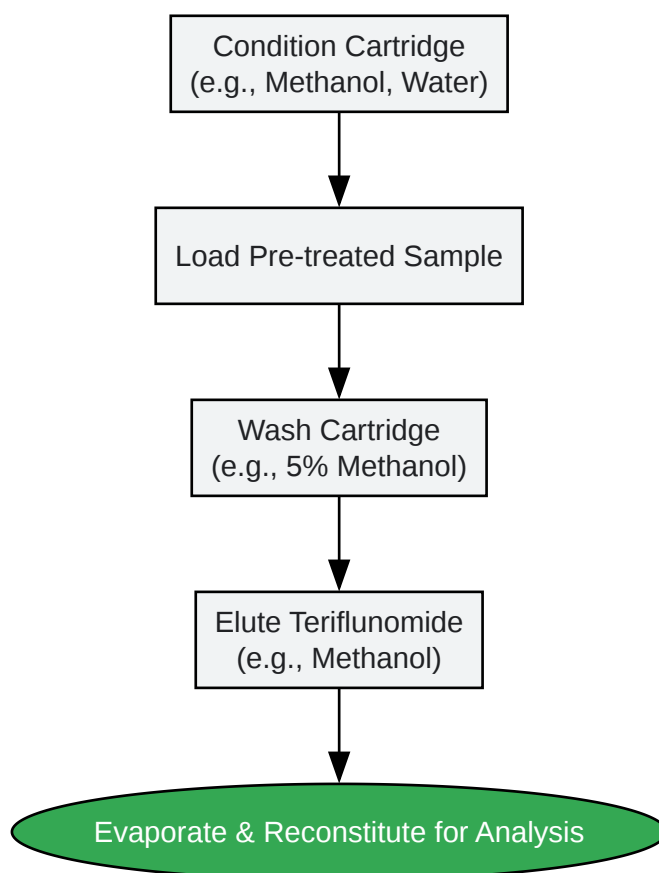 Condition Cartridge
(e.g., Methanol, Water)
Load Pre-treated Sample
Wash Cartridge
(e.g., 5% Methanol)
Elute Teriflunomide
(e.g., Methanol)
Evaporate & Reconstitute for Analysis